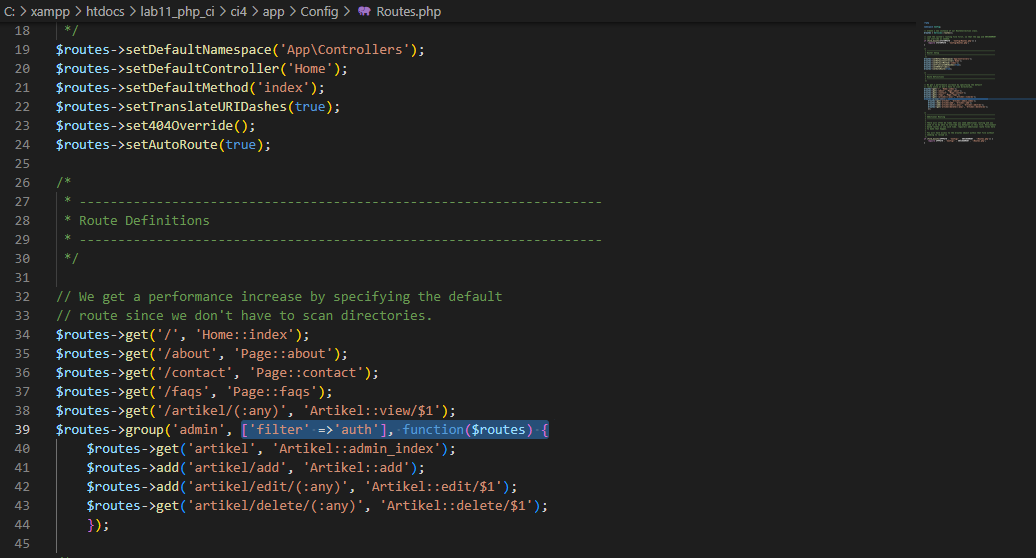 C: > xampp > htdocs > lab11_php_ci > ci4 > app > Config > Routes.php
18 */
19 $routes->setDefaultNamespace('App\Controllers');
20 $routes->setDefaultController('Home');
21 $routes->setDefaultMethod('index');
22 $routes->setTranslateURIDashes(true);
23 $routes->set404Override();
24 $routes->setAutoRoute(true);
25
26 /*
27 * --------------------------------------------------------------------
28 * Route Definitions
29 * --------------------------------------------------------------------
30 */
31
32 // We get a performance increase by specifying the default
33 // route since we don't have to scan directories.
34 $routes->get('/', 'Home::index');
35 $routes->get('/about', 'Page::about');
36 $routes->get('/contact', 'Page::contact');
37 $routes->get('/faqs', 'Page::faqs');
38 $routes->get('/artikel/(:any)', 'Artikel::view/$1');
39 $routes->group('admin', ['filter' =>'auth'], function($routes) {
40 $routes->get('artikel', 'Artikel::admin_index');
41 $routes->add('artikel/add', 'Artikel::add');
42 $routes->add('artikel/edit/(:any)', 'Artikel::edit/$1');
43 $routes->get('artikel/delete/(:any)', 'Artikel::delete/$1');
44 });
45